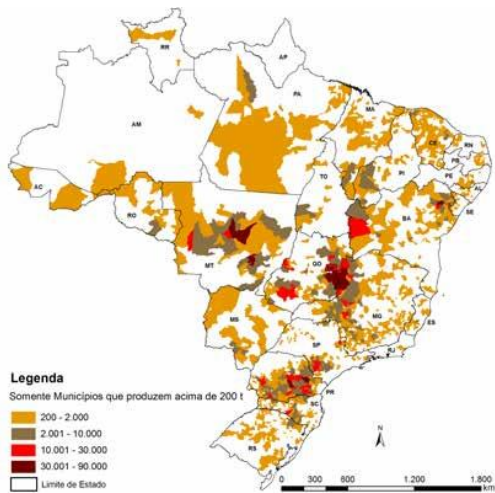 RR
AP
AM
PA
MA
CE
RN
PB
PI
PE
AL
SE
AC
TO
RO
BA
MT
GO
MG
ES
MS
SP
RJ
PR
SC
RS
Legenda
Somente Municípios que produzem acima de 200 t
200 - 2.000
2.001 - 10.000
10.001 - 30.000
30.001 - 90.000
Limite de Estado
N
0 300 600 1.200 1.800
km